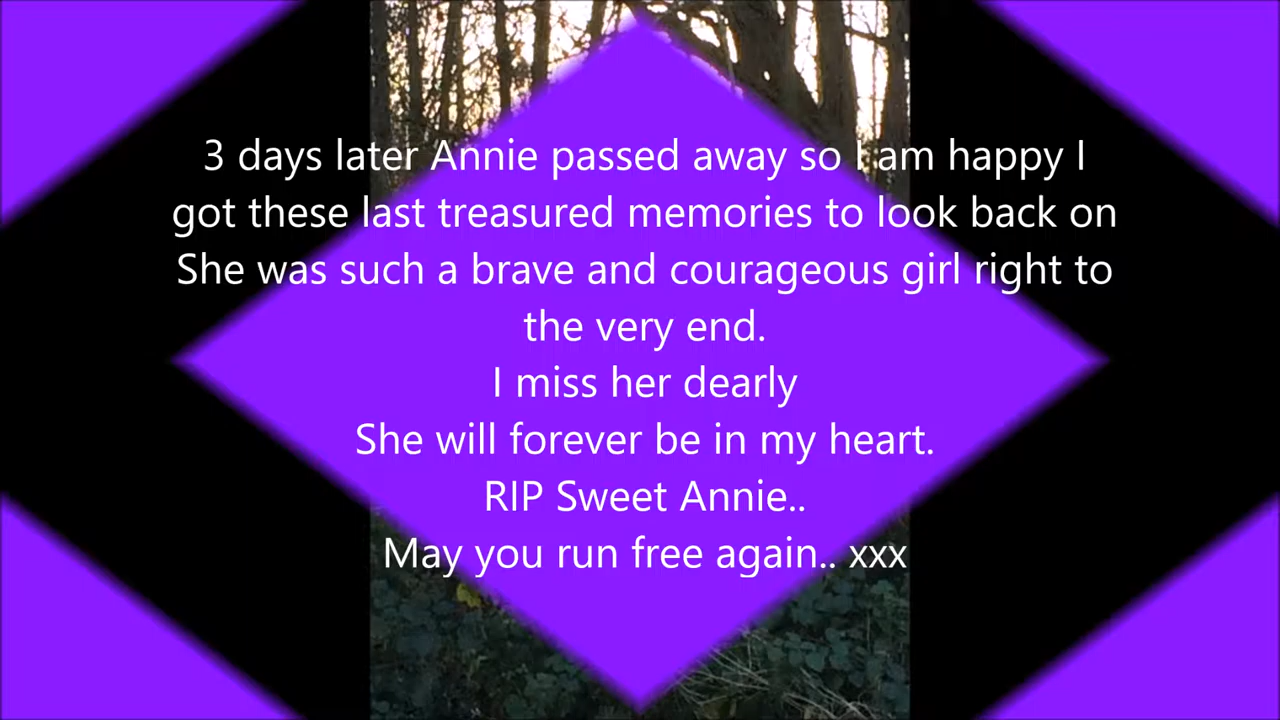 3 days later Annie passed away so I am happy I
got these last treasured memories to look back on
She was such a brave and courageous girl right to
the very end.
I miss her dearly
She will forever be in my heart.
RIP Sweet Annie..
May you run free again.. xxx